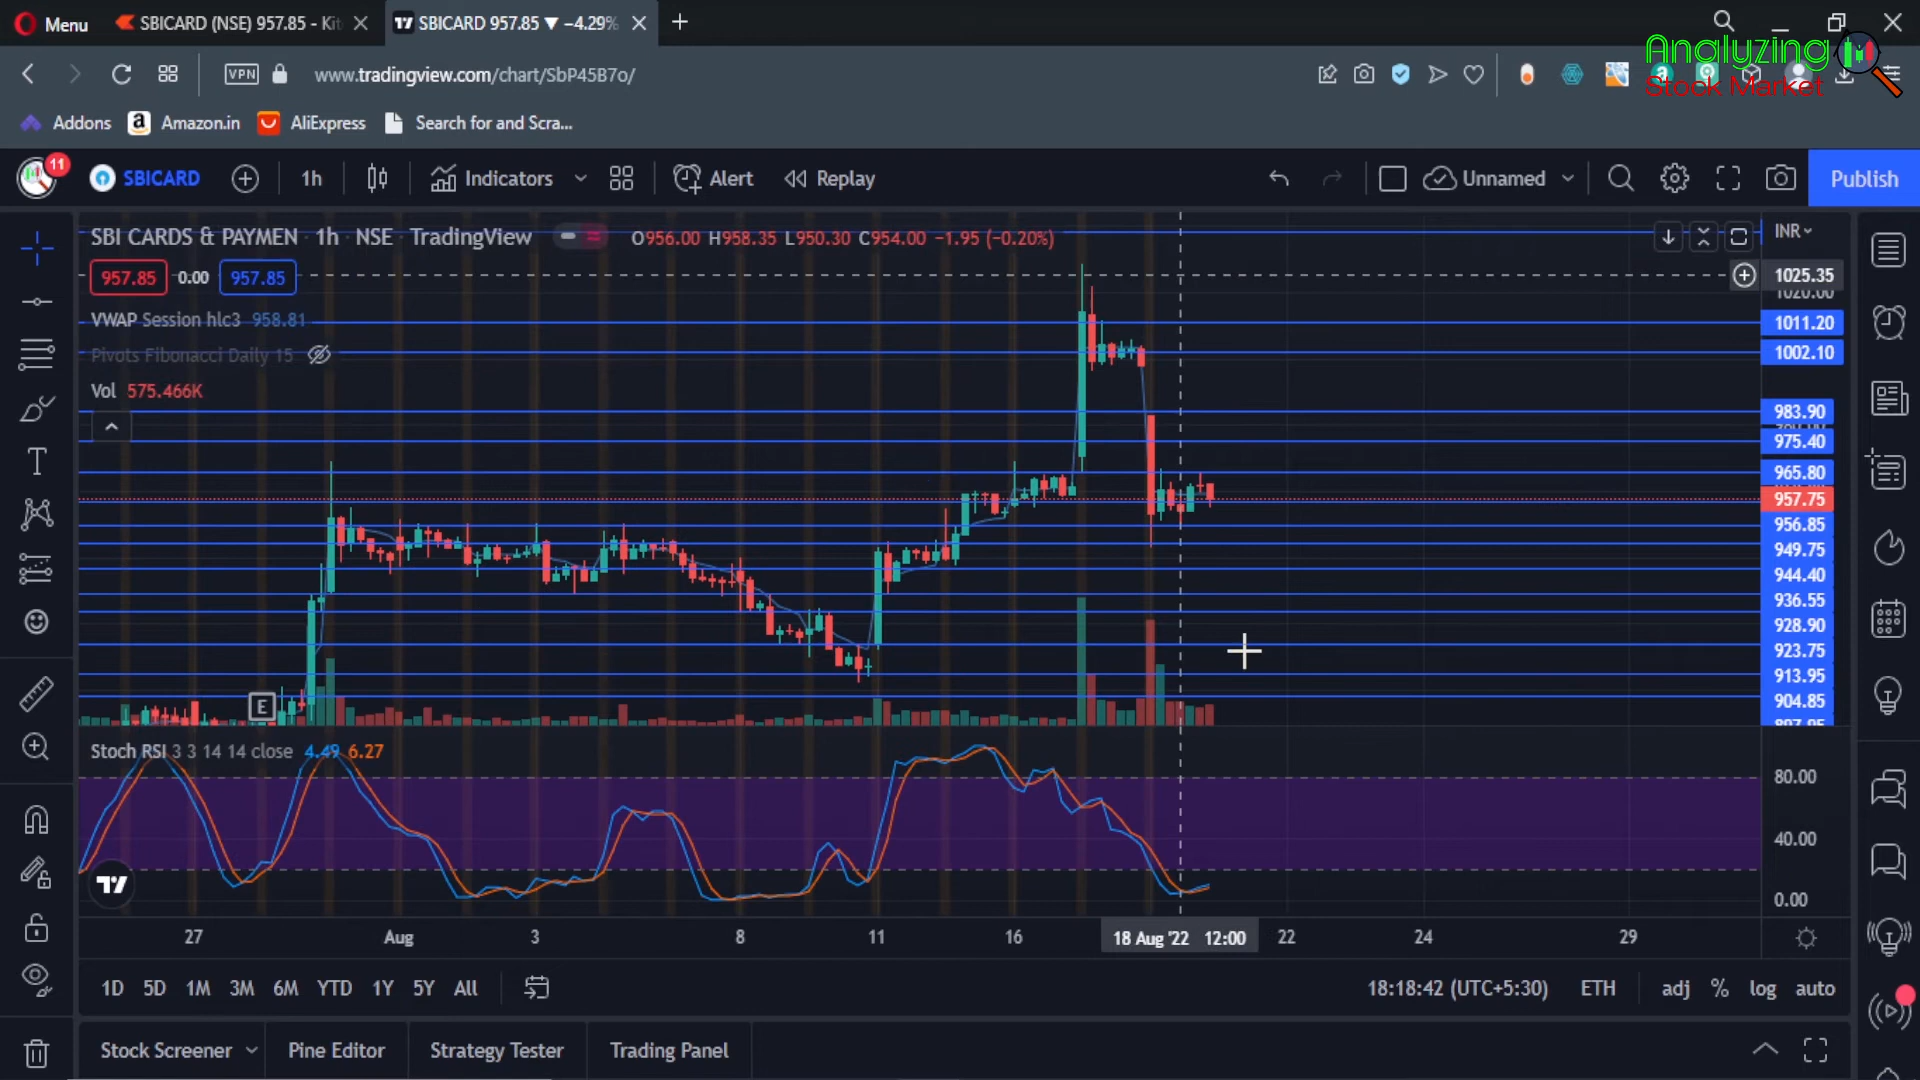 Menu
SBICARD (NSE) 957.85 - Kit
SBICARD 957.85 ▼ −4.29%
Analyzing
Stock Market
VPN
www.tradingview.com/chart/SbP45B7o/
Addons
Amazon.in
AliExpress
Search for and Scra...
11
SBICARD
1h
Indicators
Alert
Replay
Unnamed
Publish
SBI CARDS & PAYMEN · 1h · NSE · TradingView
O956.00 H958.35 L950.30 C954.00 −1.95 (−0.20%)
INR
957.85 0.00 957.85
1025.35
1020.00
VWAP Session hlc3 958.81
1011.20
Pivots Fibonacci Daily 15
1002.10
Vol 575.466K
983.90
975.40
965.80
957.75
956.85
949.75
944.40
936.55
928.90
923.75
913.95
904.85
E
Stoch RSI 3 3 14 14 close 4.49 6.27
80.00
40.00
0.00
27 Aug 3 8 11 16 18 Aug '22 12:00 22 24 29
1D 5D 1M 3M 6M YTD 1Y 5Y All
18:18:42 (UTC+5:30) ETH adj % log auto
Stock Screener
Pine Editor
Strategy Tester
Trading Panel